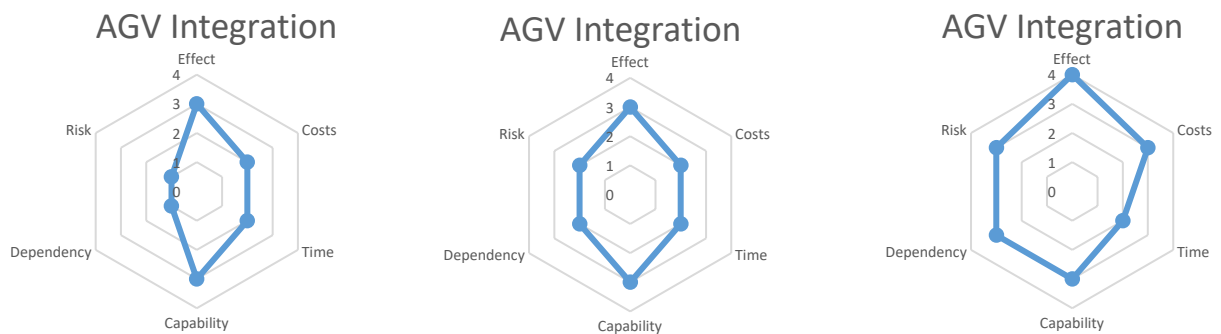 AGV Integration
Effect
4
3
2
1
0
Costs
Time
Capability
Dependency
Risk
AGV Integration
Effect
4
3
2
1
0
Costs
Time
Capability
Dependency
Risk
AGV Integration
Effect
4
3
2
1
0
Costs
Time
Capability
Dependency
Risk